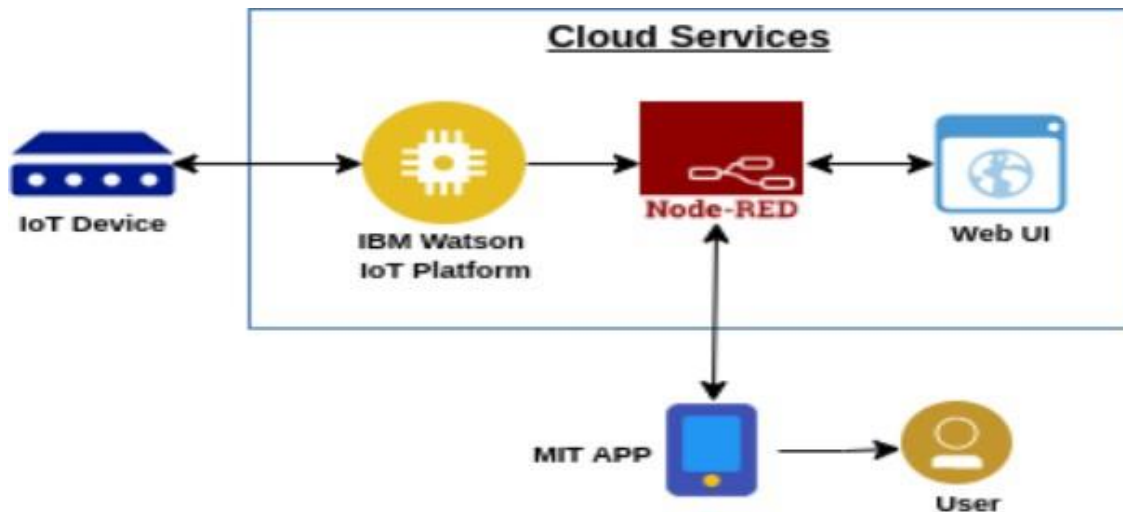 Cloud Services
IoT Device
IBM Watson
IoT Platform
Node-RED
Web UI
MIT APP
User